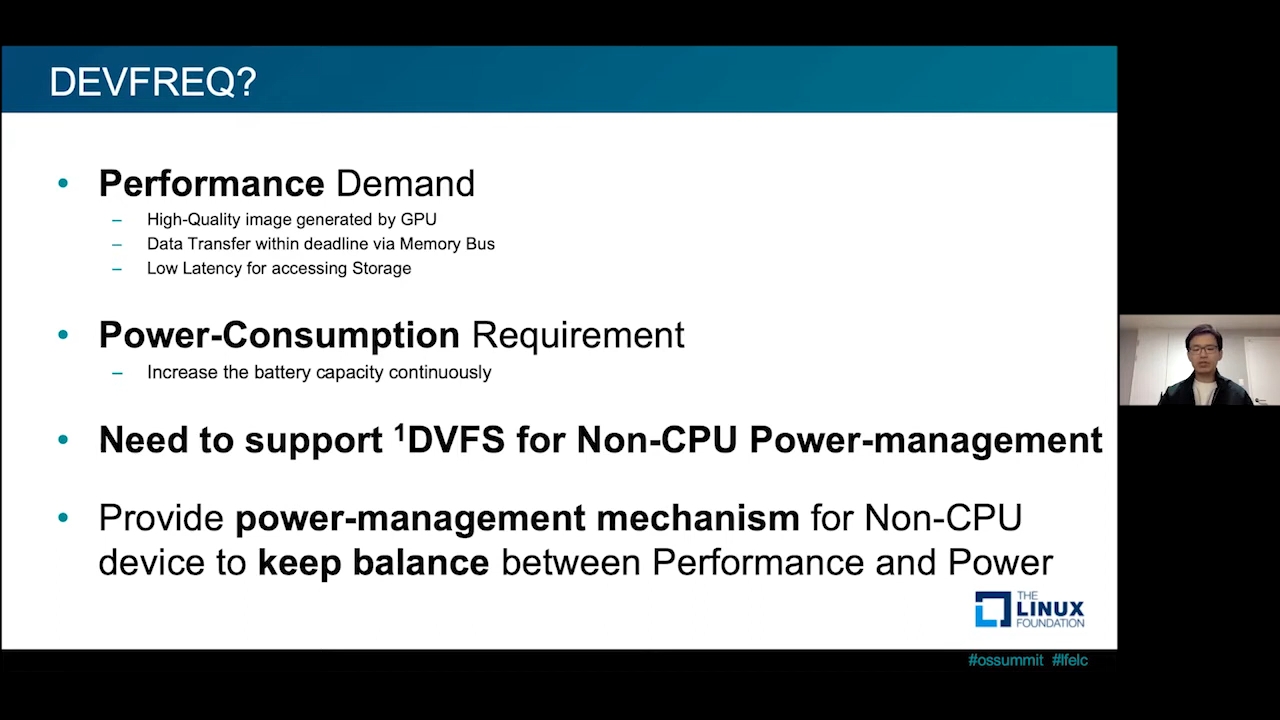 DEVFREQ?
• Performance Demand
– High-Quality image generated by GPU
– Data Transfer within deadline via Memory Bus
– Low Latency for accessing Storage
• Power-Consumption Requirement
– Increase the battery capacity continuously
• Need to support ¹DVFS for Non-CPU Power-management
• Provide power-management mechanism for Non-CPU
device to keep balance between Performance and Power
THE
LINUX
FOUNDATION
#ossummit #lfelc